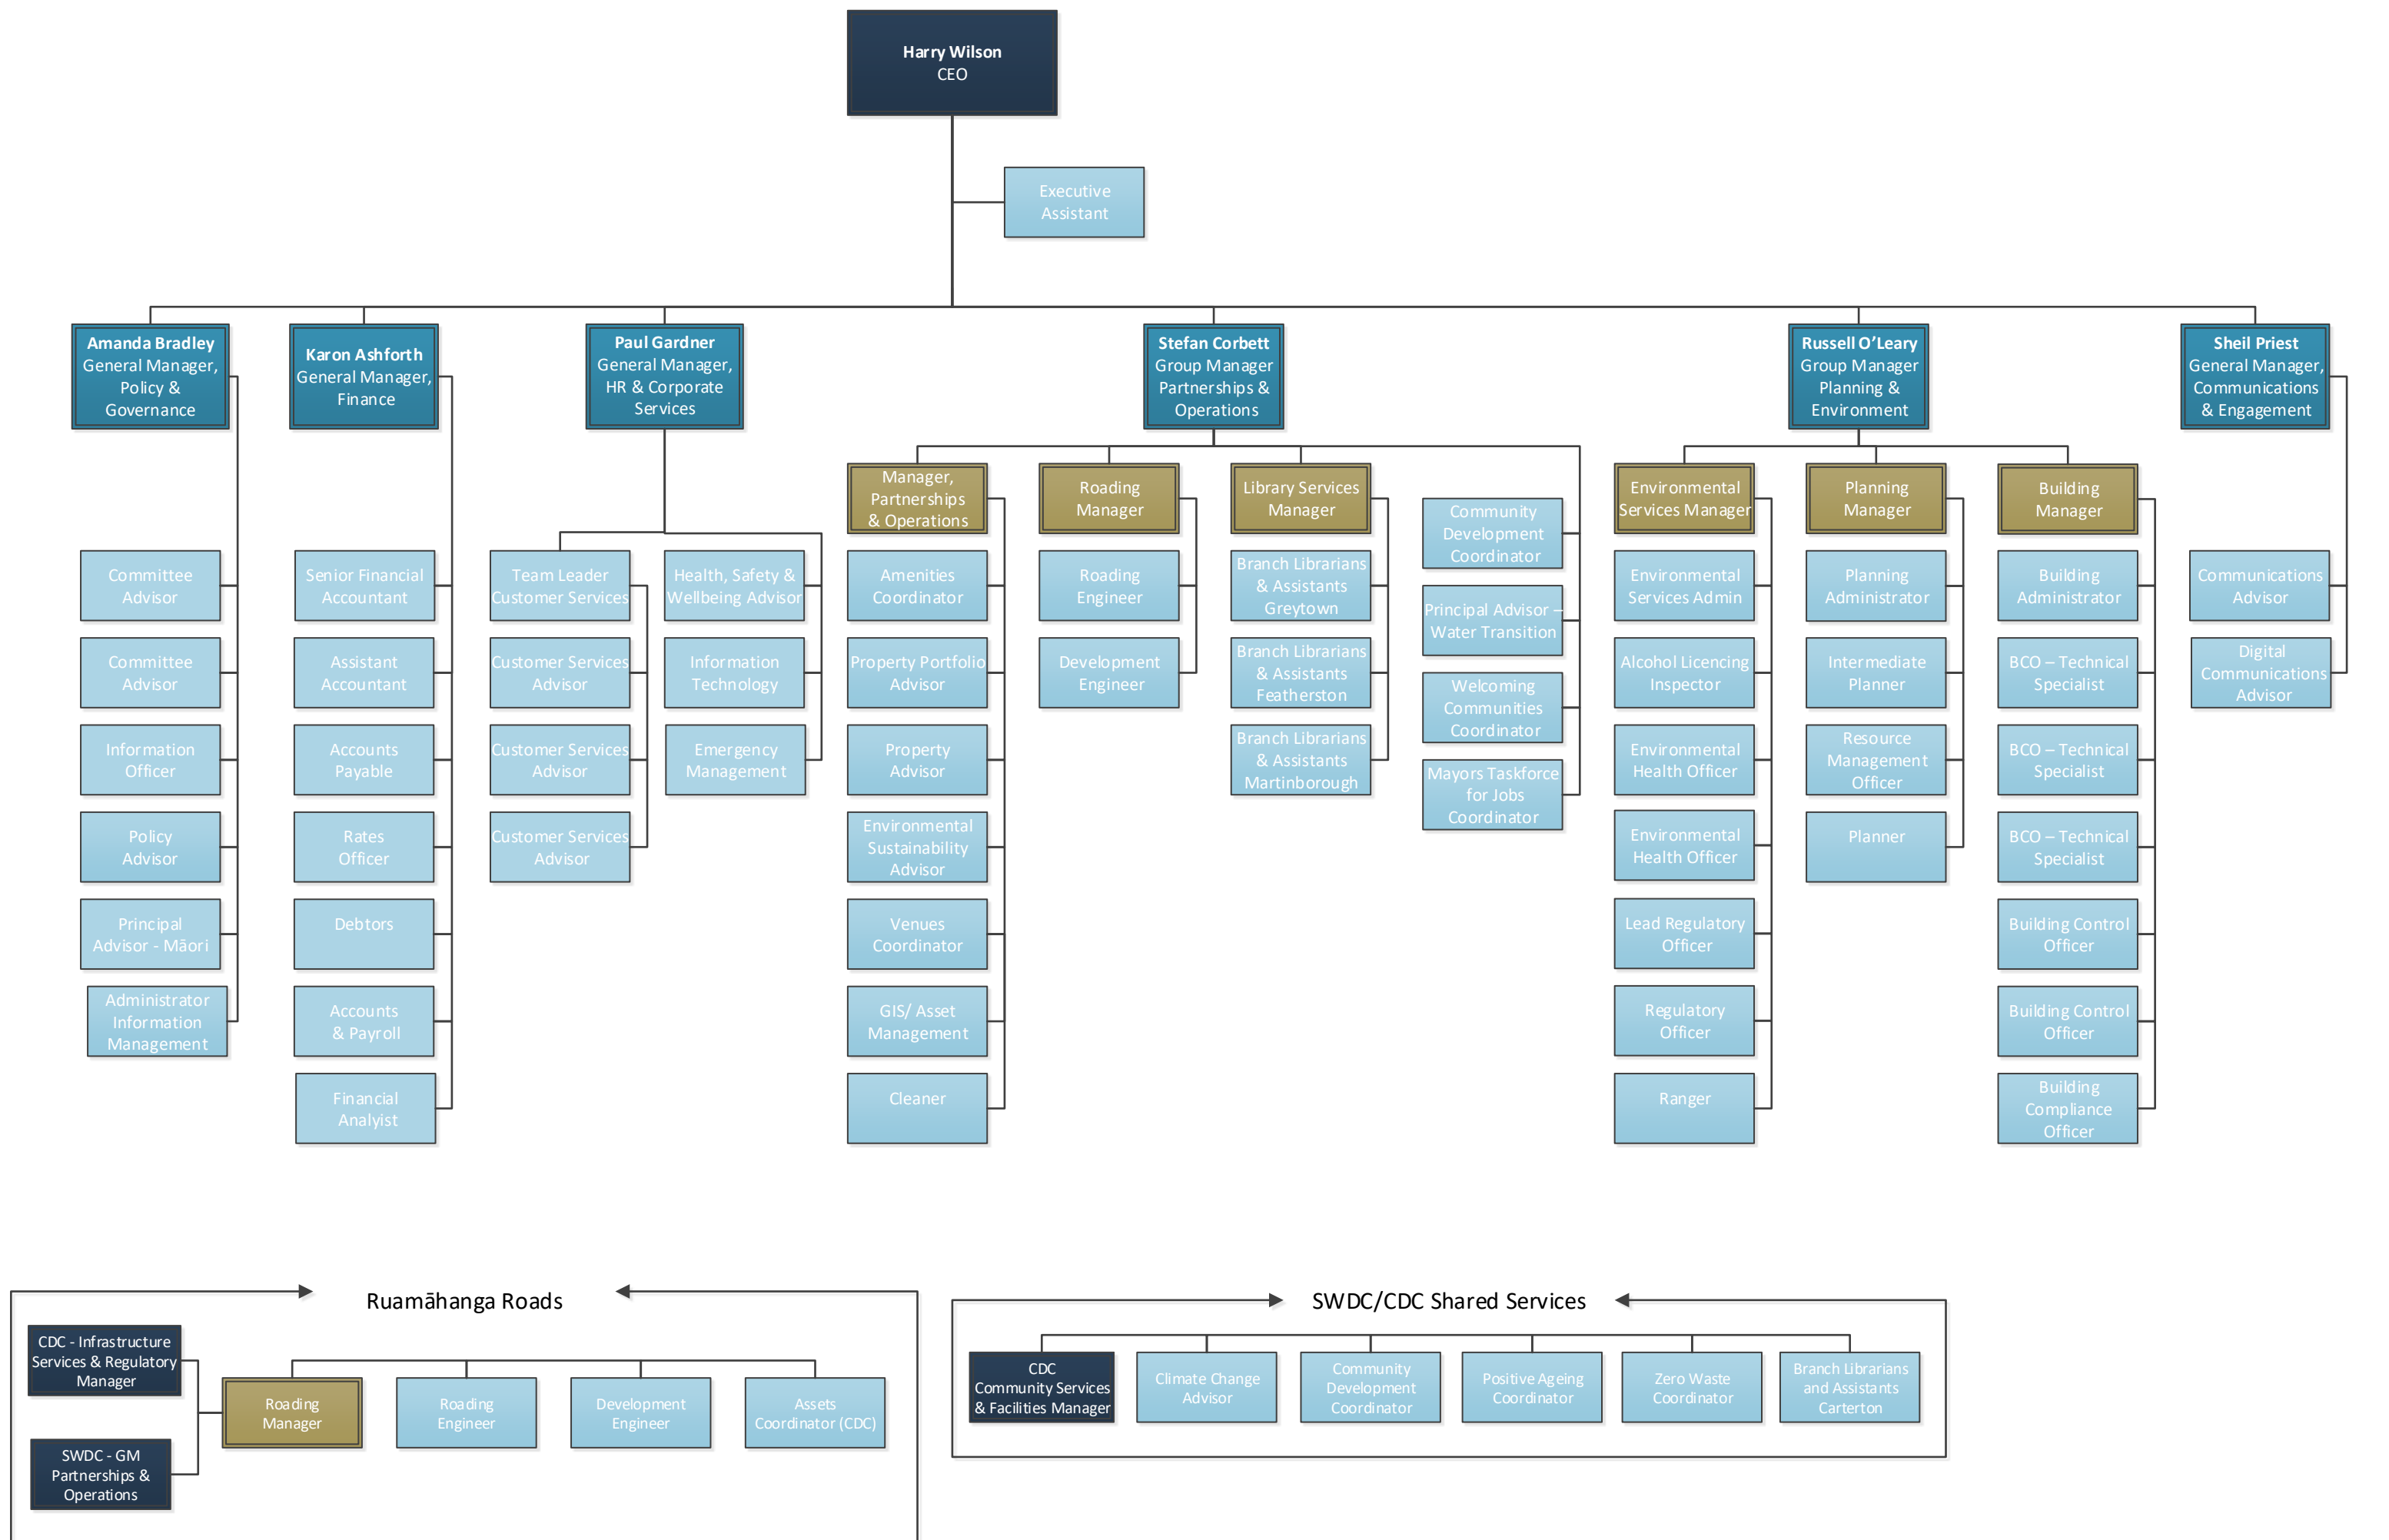 Harry Wilson
CEO
Executive
Assistant
Amanda Bradley
General Manager,
Policy &
Governance
Karon Ashforth
General Manager,
Finance
Paul Gardner
General Manager,
HR & Corporate
Services
Stefan Corbett
Group Manager
Partnerships &
Operations
Russell O’Leary
Group Manager
Planning &
Environment
Sheil Priest
General Manager,
Communications
& Engagement
Committee
Advisor
Committee
Advisor
Information
Officer
Policy
Advisor
Principal
Advisor - Māori
Administrator
Information
Management
Senior Financial
Accountant
Assistant
Accountant
Accounts
Payable
Rates
Officer
Debtors
Accounts
& Payroll
Financial
Analyist
Team Leader
Customer Services
Customer Services
Advisor
Customer Services
Advisor
Customer Services
Advisor
Health, Safety &
Wellbeing Advisor
Information
Technology
Emergency
Management
Manager,
Partnerships
& Operations
Amenities
Coordinator
Property Portfolio
Advisor
Property
Advisor
Environmental
Sustainability
Advisor
Venues
Coordinator
GIS/ Asset
Management
Cleaner
Roading
Manager
Roading
Engineer
Development
Engineer
Library Services
Manager
Branch Librarians
& Assistants
Greytown
Branch Librarians
& Assistants
Featherston
Branch Librarians
& Assistants
Martinborough
Community
Development
Coordinator
Principal Advisor –
Water Transition
Welcoming
Communities
Coordinator
Mayors Taskforce
for Jobs
Coordinator
Environmental
Services Manager
Environmental
Services Admin
Alcohol Licencing
Inspector
Environmental
Health Officer
Environmental
Health Officer
Lead Regulatory
Officer
Regulatory
Officer
Ranger
Planning
Manager
Planning
Administrator
Intermediate
Planner
Resource
Management
Officer
Planner
Building
Manager
Building
Administrator
BCO – Technical
Specialist
BCO – Technical
Specialist
BCO – Technical
Specialist
Building Control
Officer
Building Control
Officer
Building
Compliance
Officer
Communications
Advisor
Digital
Communications
Advisor
Ruamāhanga Roads
CDC - Infrastructure
Services & Regulatory
Manager
SWDC - GM
Partnerships &
Operations
Roading
Manager
Roading
Engineer
Development
Engineer
Assets
Coordinator (CDC)
SWDC/CDC Shared Services
CDC
Community Services
& Facilities Manager
Climate Change
Advisor
Community
Development
Coordinator
Positive Ageing
Coordinator
Zero Waste
Coordinator
Branch Librarians
and Assistants
Carterton